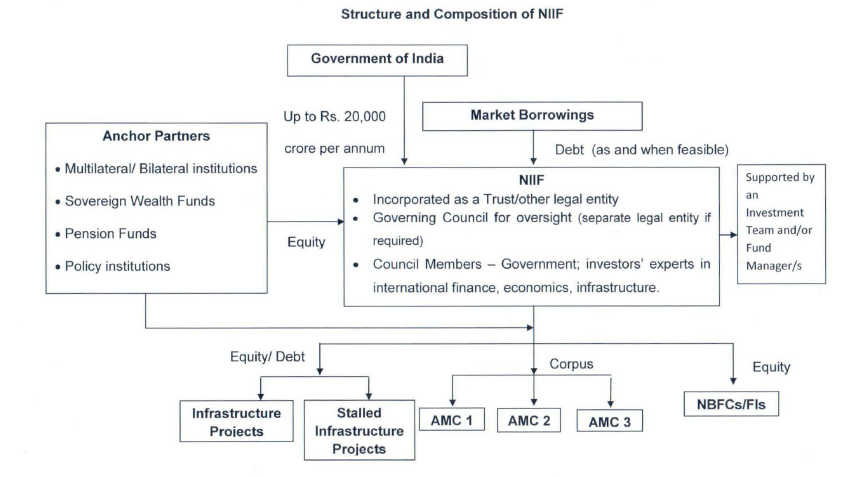 Structure and Composition of NIIF
Government of India
Up to Rs. 20,000
crore per annum
Market Borrowings
Debt (as and when feasible)
Anchor Partners
• Multilateral/ Bilateral institutions
• Sovereign Wealth Funds
• Pension Funds
• Policy institutions
Equity
NIIF
• Incorporated as a Trust/other legal entity
• Governing Council for oversight (separate legal entity if
required)
• Council Members – Government; investors' experts in
international finance, economics, infrastructure.
Supported by
an
Investment
Team and/or
Fund
Manager/s
Equity/ Debt
Corpus
Equity
Infrastructure
Projects
Stalled
Infrastructure
Projects
AMC 1
AMC 2
AMC 3
NBFCs/FIs